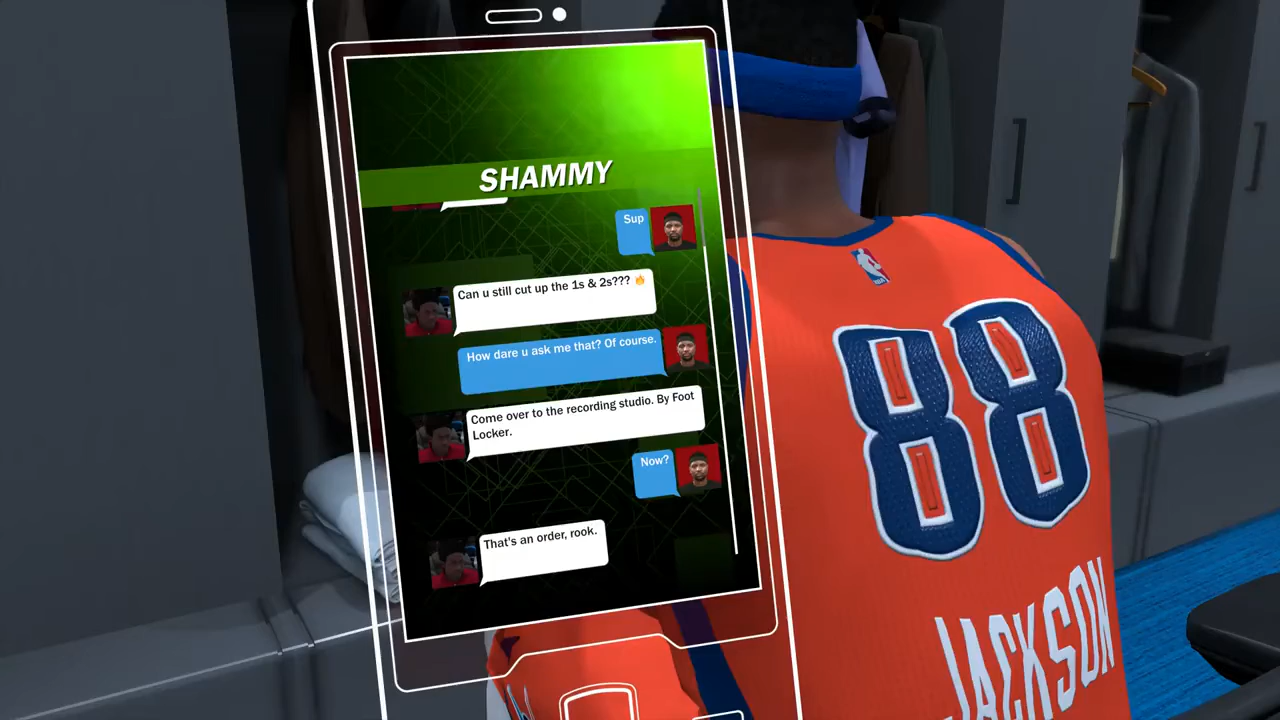 SHAMMY
Sup
Can u still cut up the 1s & 2s??? 🔥
How dare u ask me that? Of course.
Come over to the recording studio. By Foot
Locker.
Now?
That's an order, rook.
88
JACKSON